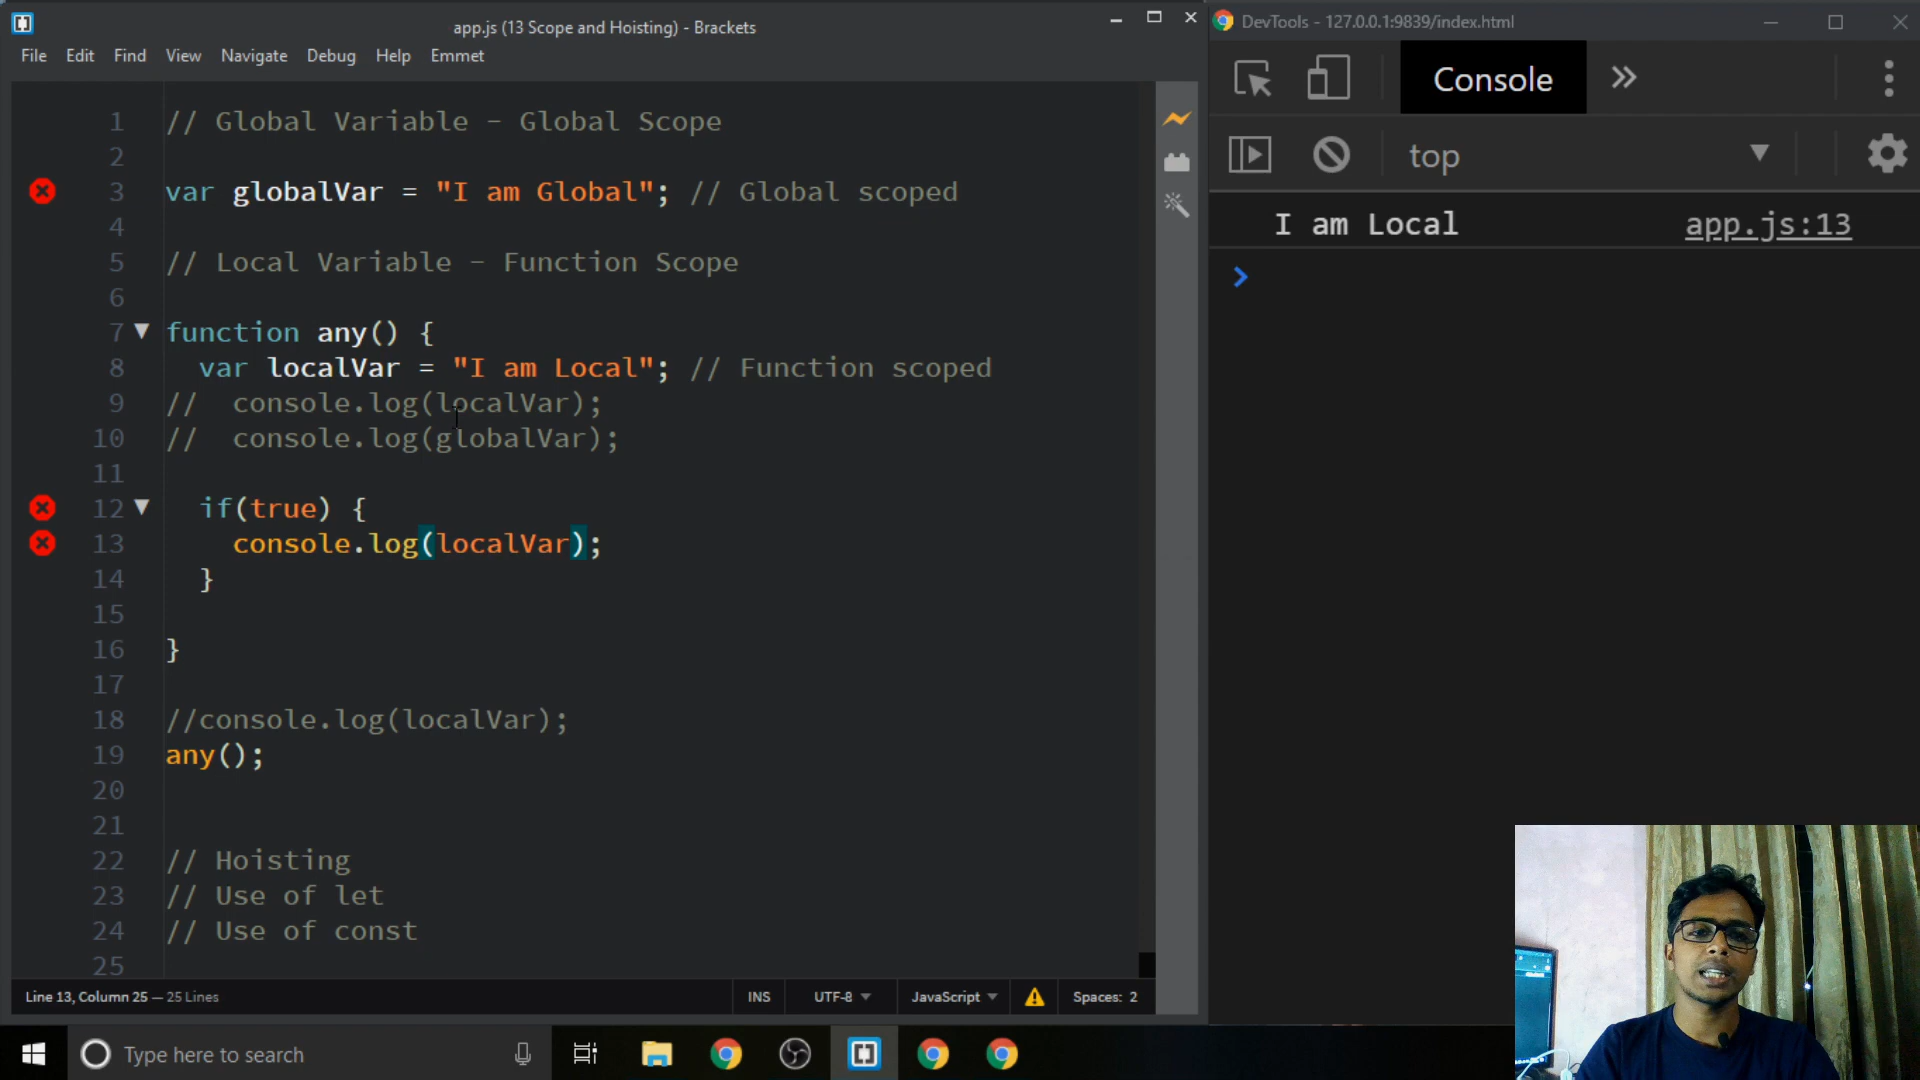 app.js (13 Scope and Hoisting) - Brackets
File Edit Find View Navigate Debug Help Emmet
1 // Global Variable - Global Scope
2
3 var globalVar = "I am Global"; // Global scoped
4
5 // Local Variable - Function Scope
6
7 function any() {
8 var localVar = "I am Local"; // Function scoped
9 // console.log(localVar);
10 // console.log(globalVar);
11
12 if(true) {
13 console.log(localVar);
14 }
15
16 }
17
18 //console.log(localVar);
19 any();
20
21
22 // Hoisting
23 // Use of let
24 // Use of const
25
Line 13, Column 25 — 25 Lines
INS UTF-8 JavaScript Spaces: 2
DevTools - 127.0.0.1:9839/index.html
Console
top
I am Local app.js:13
Type here to search